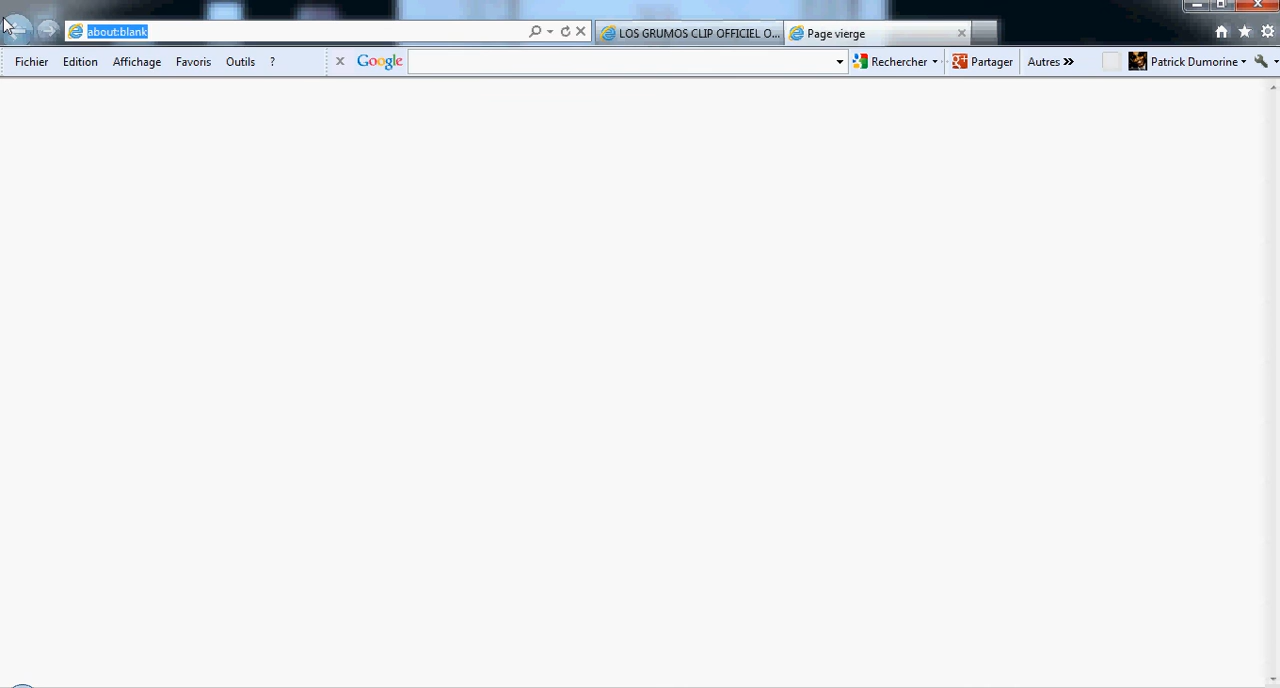 about:blank LOS GRUMOS CLIP OFFICIEL O... Page vierge
Fichier Edition Affichage Favoris Outils ? Google Rechercher Partager Autres Patrick Dumorine